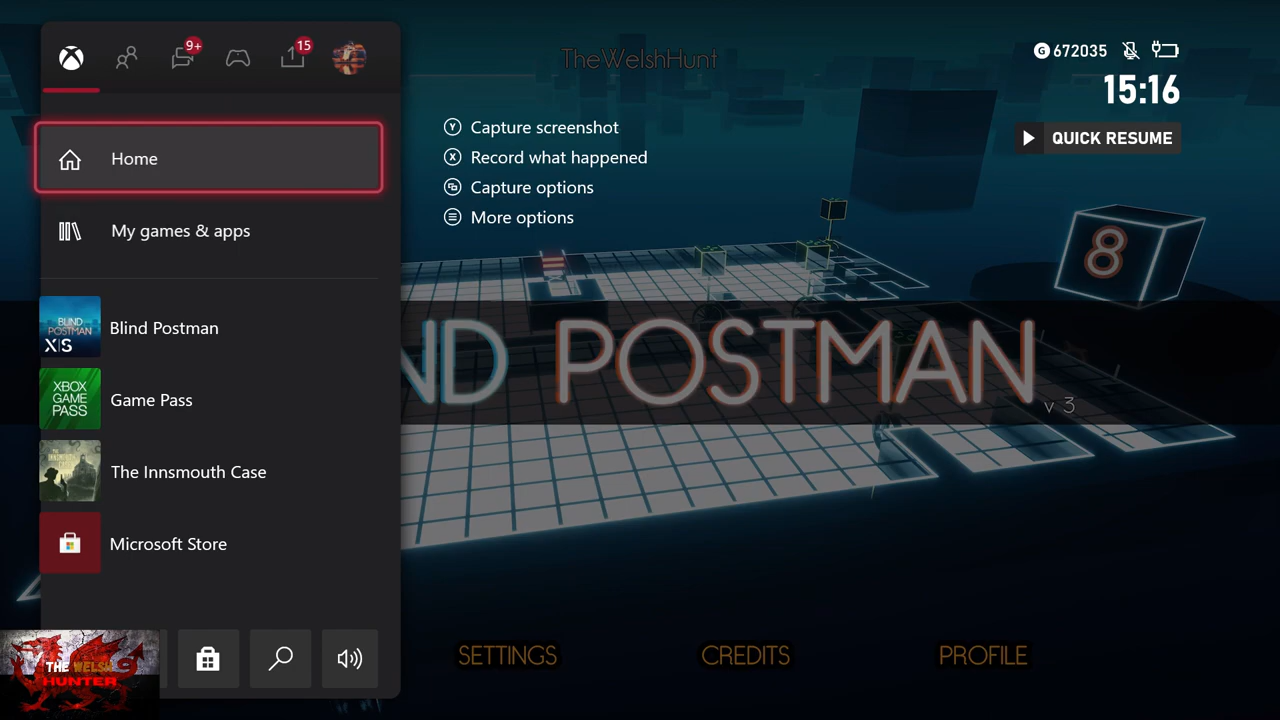 9+
15
TheWelshHunt
G 672035
15:16
QUICK RESUME
Y Capture screenshot
X Record what happened
Capture options
More options
Home
My games & apps
8
BLIND
POSTMAN
X|S
Blind Postman
ND POSTMAN
v 3
XBOX
GAME
PASS
Game Pass
The Innsmouth Case
Microsoft Store
THE WELSH
HUNTER
SETTINGS
CREDITS
PROFILE